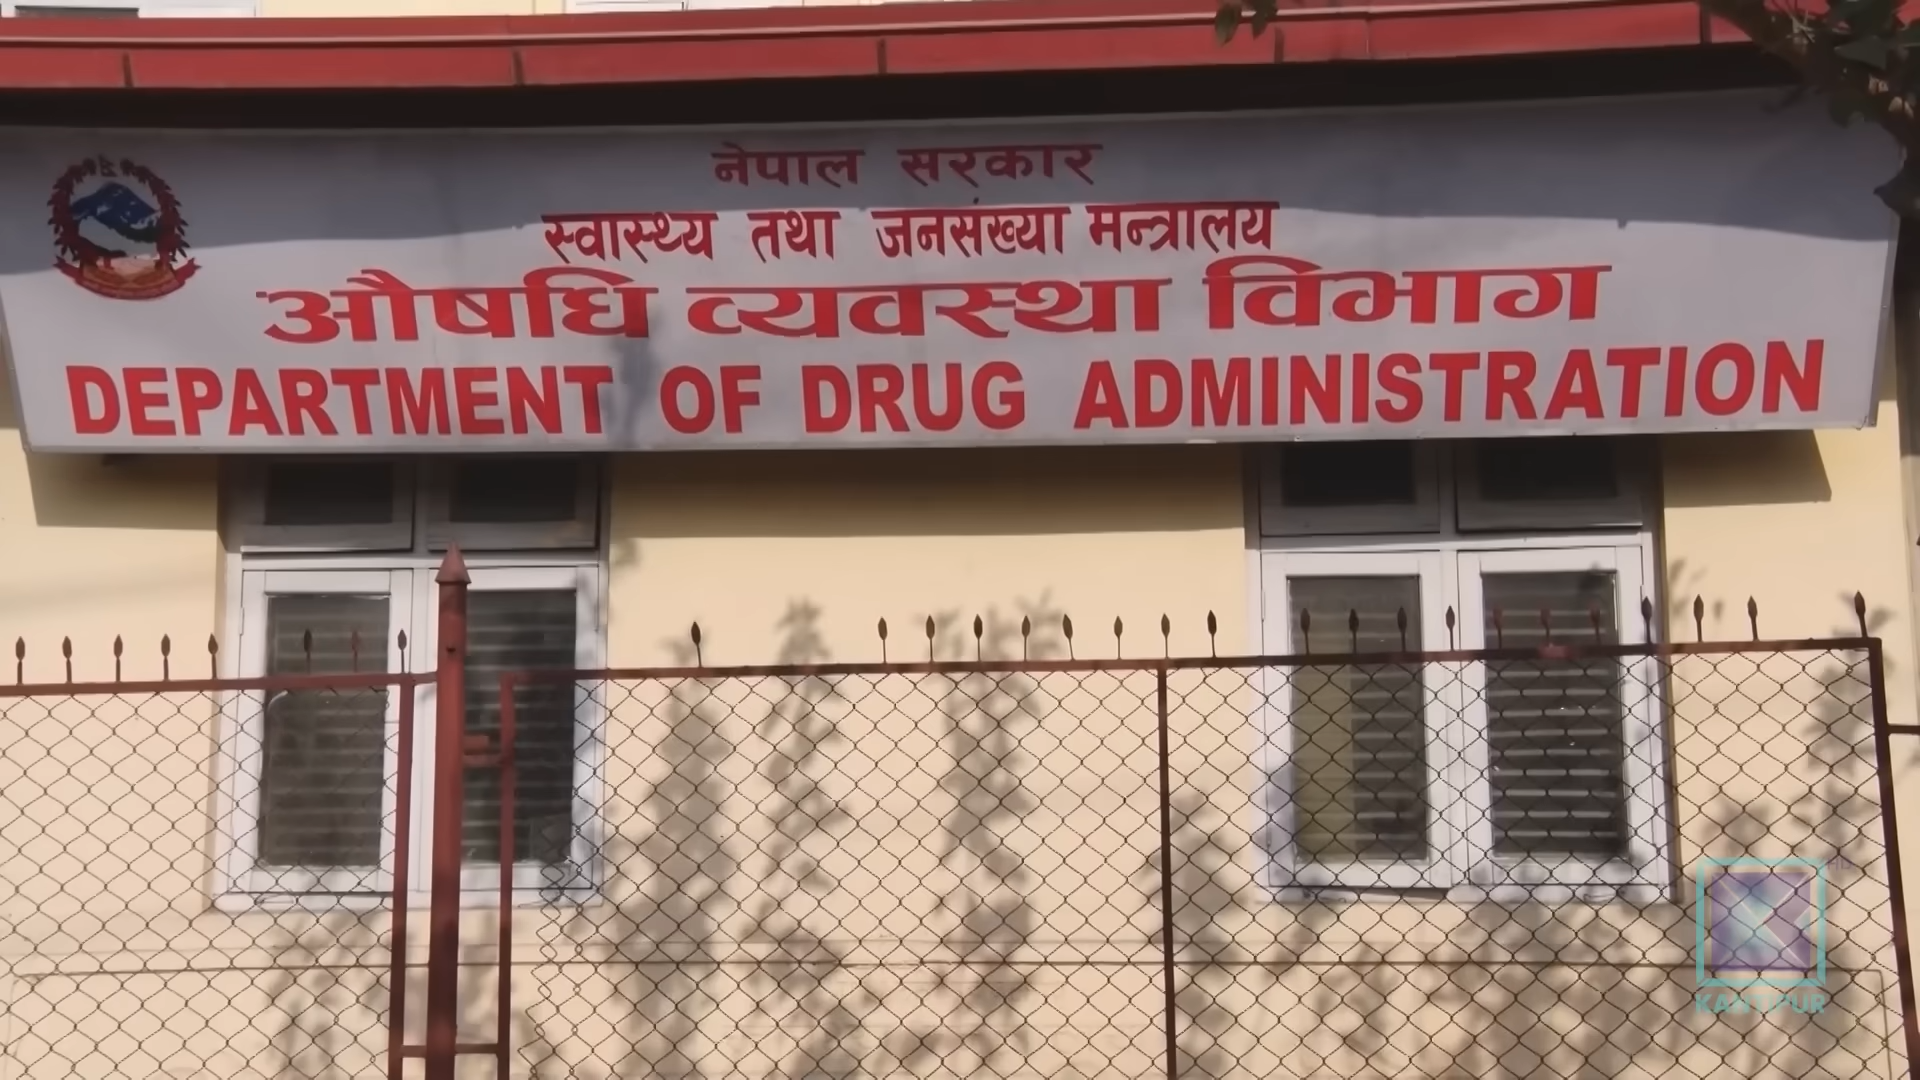 नेपाल सरकार
स्वास्थ्य तथा जनसंख्या मन्त्रालय
औषधि व्यवस्था विभाग
DEPARTMENT OF DRUG ADMINISTRATION
KANTIPUR